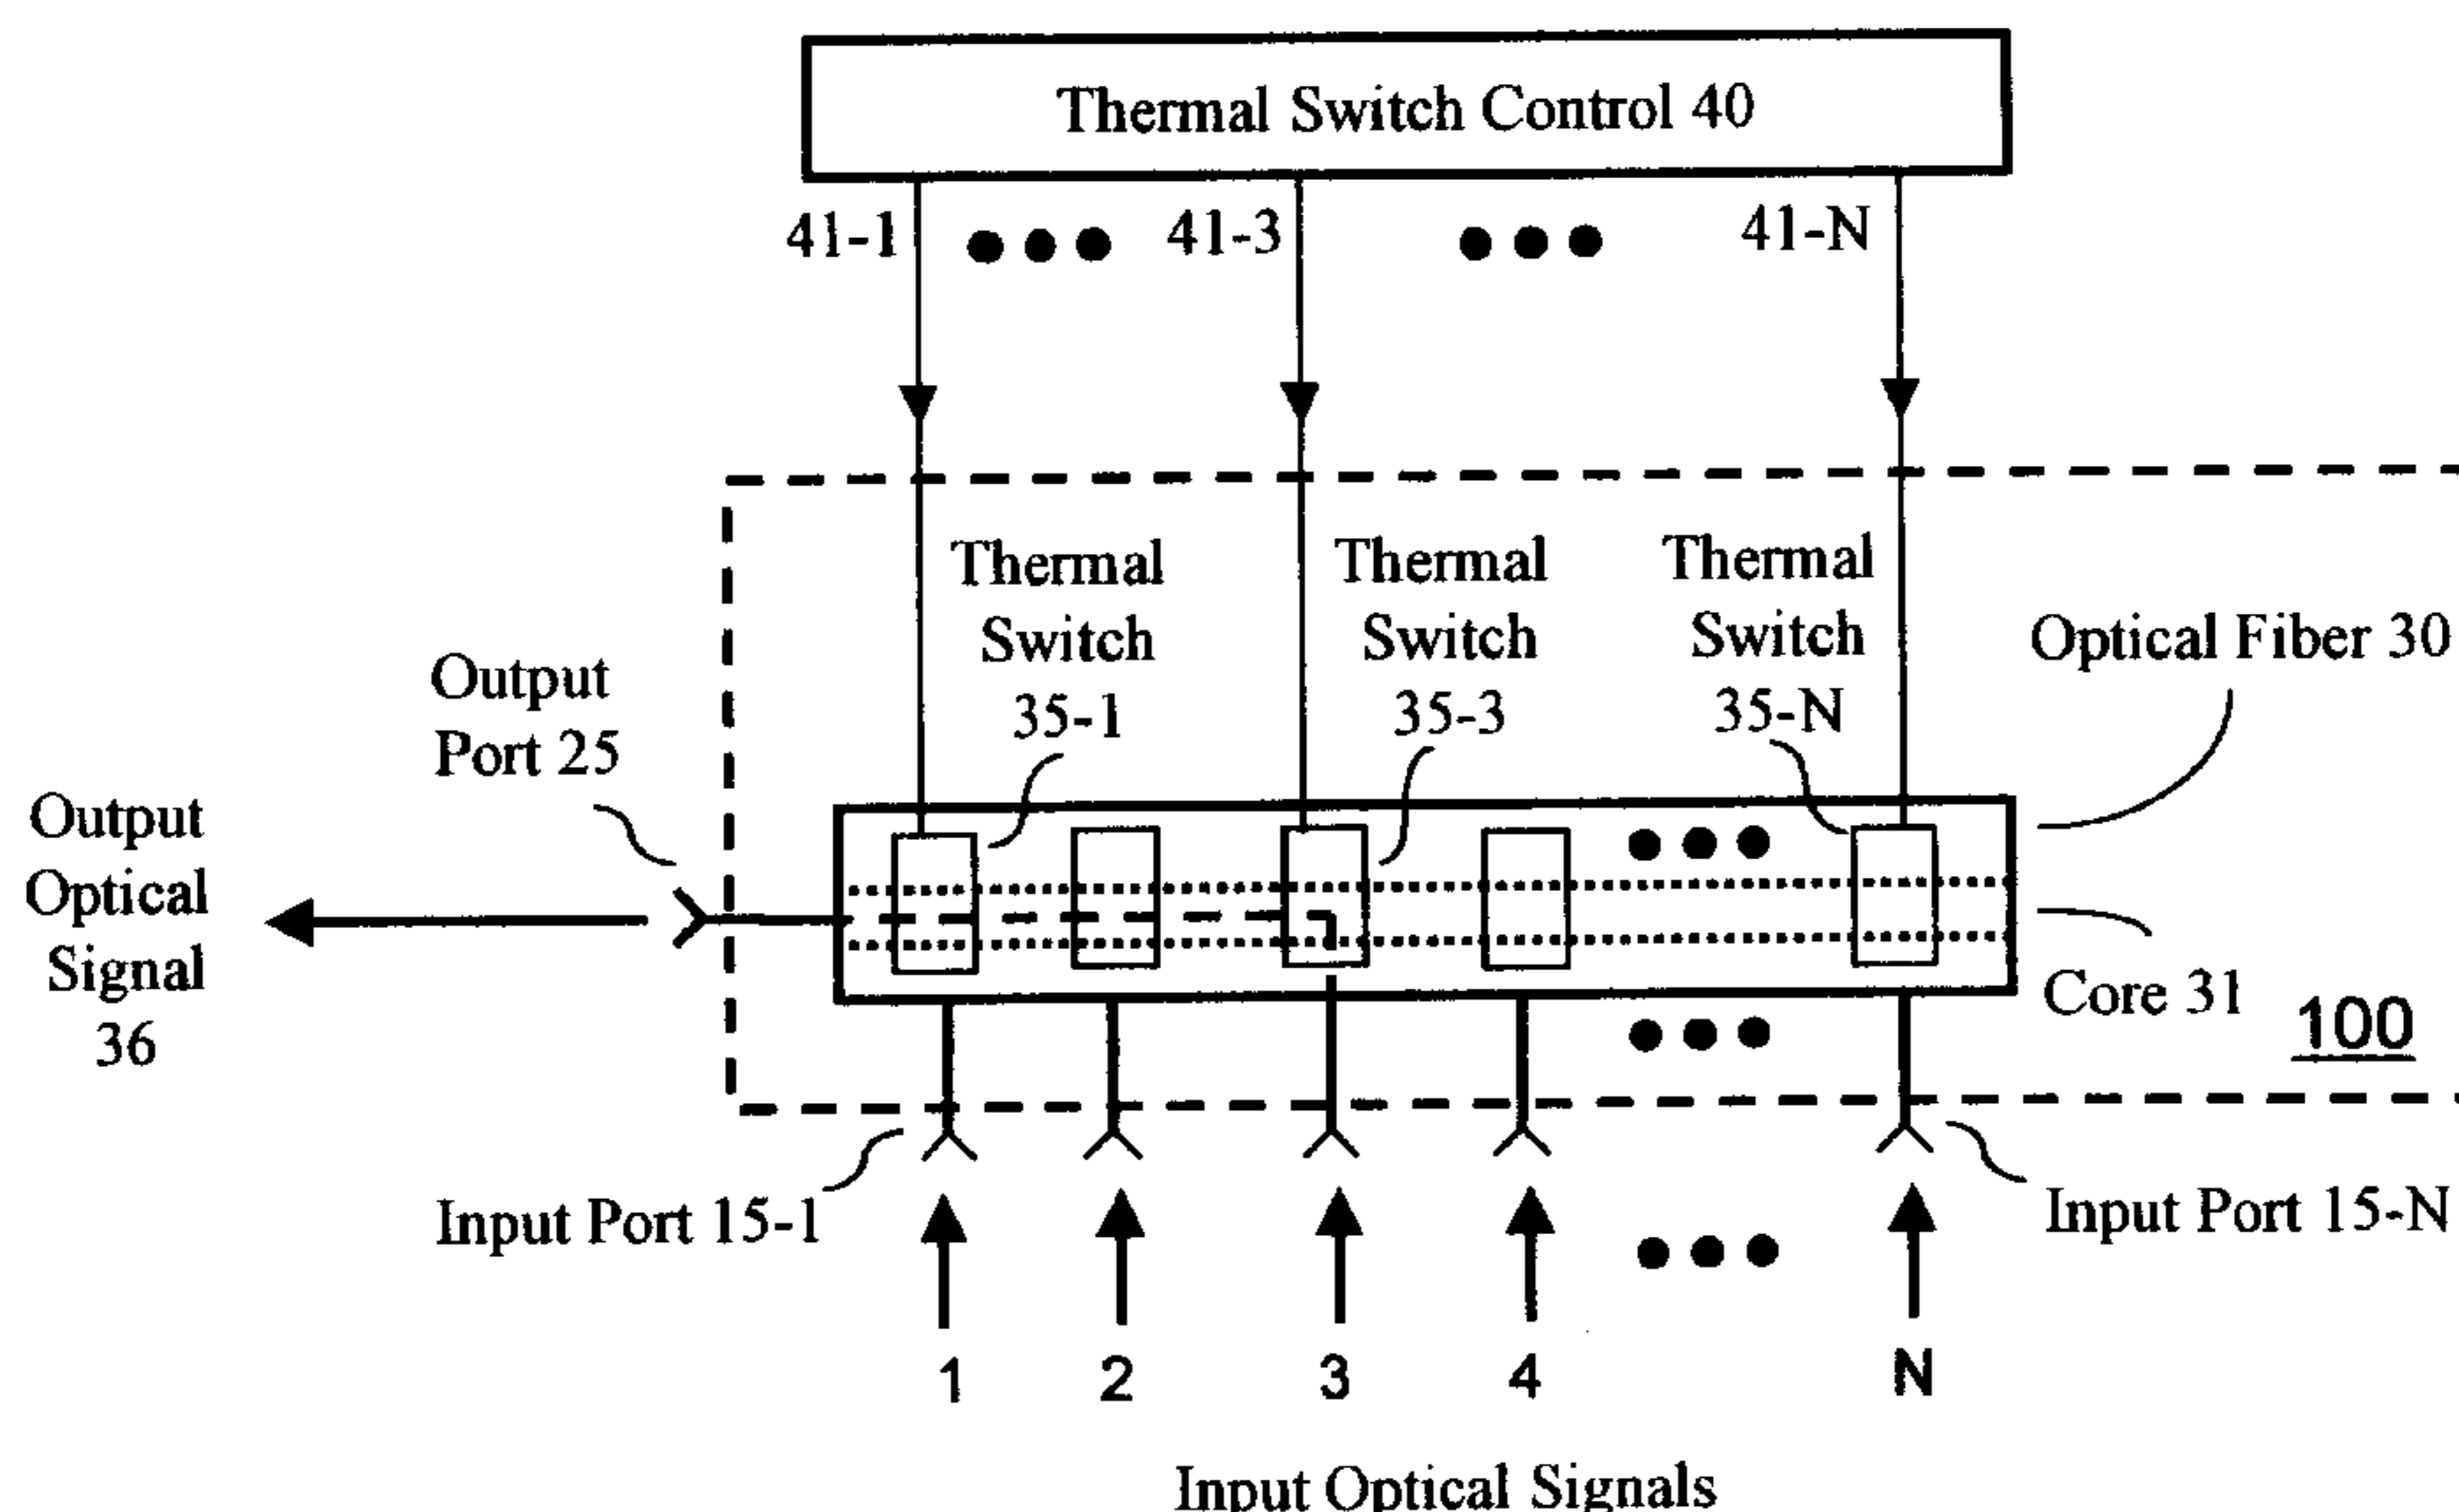 Thermal Switch Control 40
41-1
41-3
41-N
Thermal
Switch
35-1
Thermal
Switch
35-3
Thermal
Switch
35-N
Optical Fiber 30
Output
Port 25
Output
Optical
Signal
36
Core 31
100
Input Port 15-1
Input Port 15-N
1 2 3 4 N
Input Optical Signals